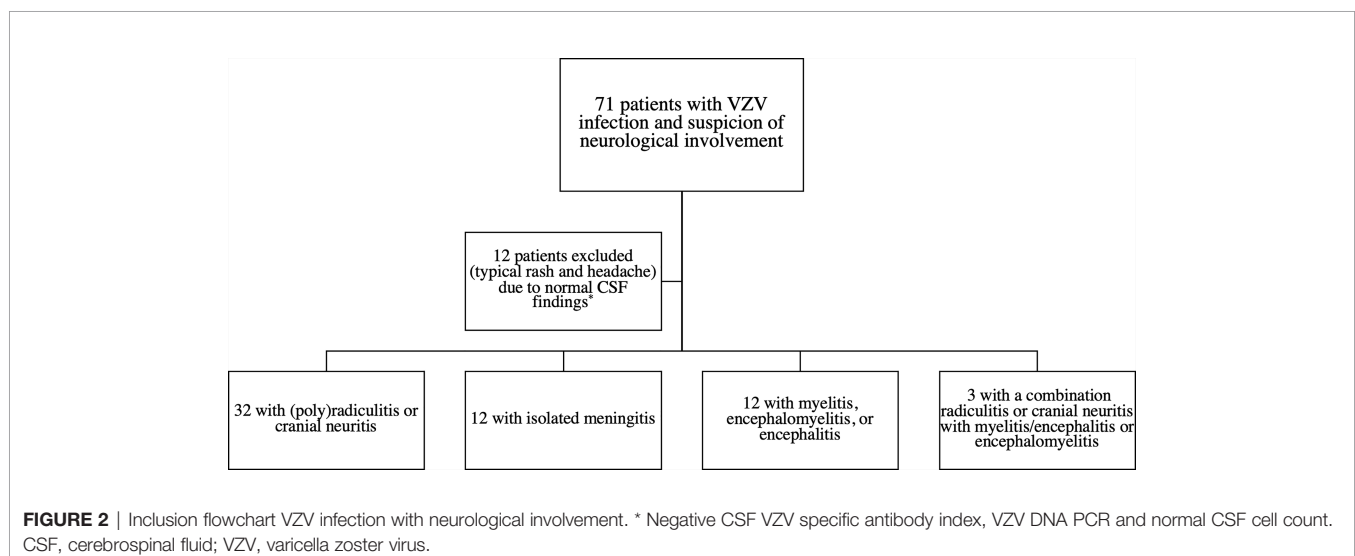 71 patients with VZV
infection and suspicion of
neurological involvement
12 patients excluded
(typical rash and headache)
due to normal CSF
findings*
32 with (poly)radiculitis or
cranial neuritis
12 with isolated meningitis
12 with myelitis,
encephalomyelitis, or
encephalitis
3 with a combination
radiculitis or cranial neuritis
with myelitis/encephalitis or
encephalomyelitis
FIGURE 2 | Inclusion flowchart VZV infection with neurological involvement. * Negative CSF VZV specific antibody index, VZV DNA PCR and normal CSF cell count.
CSF, cerebrospinal fluid; VZV, varicella zoster virus.